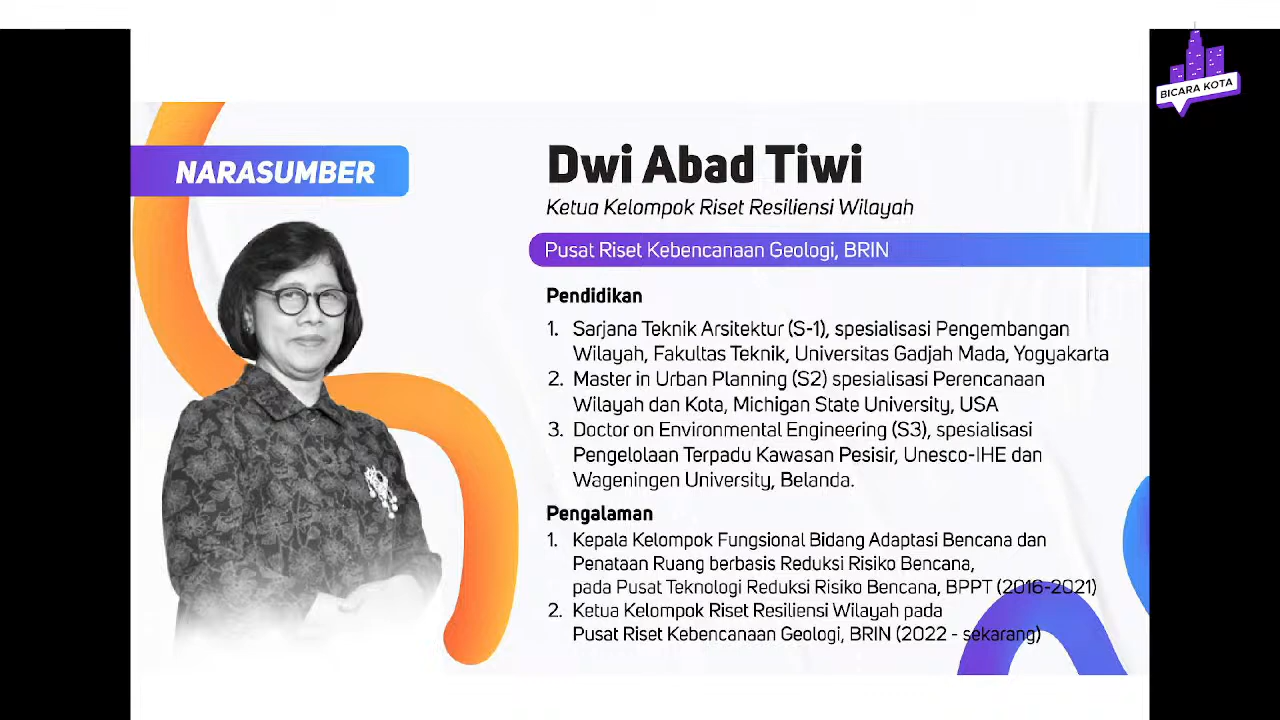 BICARA KOTA
NARASUMBER
Dwi Abad Tiwi
Ketua Kelompok Riset Resiliensi Wilayah
Pusat Riset Kebencanaan Geologi, BRIN
Pendidikan
1. Sarjana Teknik Arsitektur (S-1), spesialisasi Pengembangan
Wilayah, Fakultas Teknik, Universitas Gadjah Mada, Yogyakarta
2. Master in Urban Planning (S2) spesialisasi Perencanaan
Wilayah dan Kota, Michigan State University, USA
3. Doctor on Environmental Engineering (S3), spesialisasi
Pengelolaan Terpadu Kawasan Pesisir, Unesco-IHE dan
Wageningen University, Belanda.
Pengalaman
1. Kepala Kelompok Fungsional Bidang Adaptasi Bencana dan
Penataan Ruang berbasis Reduksi Risiko Bencana,
pada Pusat Teknologi Reduksi Risiko Bencana, BPPT (2016-2021)
2. Ketua Kelompok Riset Resiliensi Wilayah pada
Pusat Riset Kebencanaan Geologi, BRIN (2022 - sekarang)